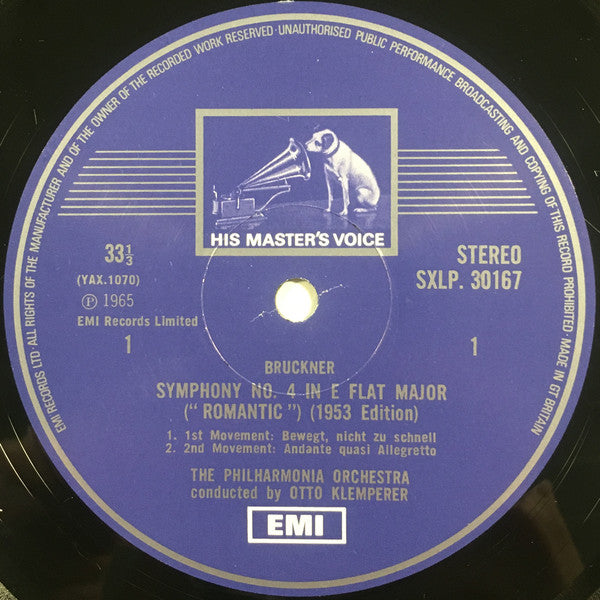 EMI RECORDS LTD · ALL RIGHTS OF THE MANUFACTURER AND OF THE OWNER OF THE RECORDED WORK RESERVED · UNAUTHORISED PUBLIC PERFORMANCE BROADCASTING AND COPYING OF THIS RECORD PROHIBITED · MADE IN GT BRITAIN
HIS MASTER'S VOICE
33⅓
(YAX.1070)
Ⓟ 1965
EMI Records Limited
1
STEREO
SXLP. 30167
1
BRUCKNER
SYMPHONY NO. 4 IN E FLAT MAJOR
("ROMANTIC") (1953 Edition)
1. 1st Movement: Bewegt, nicht zu schnell
2. 2nd Movement: Andante quasi Allegretto
THE PHILHARMONIA ORCHESTRA
conducted by OTTO KLEMPERER
EMI